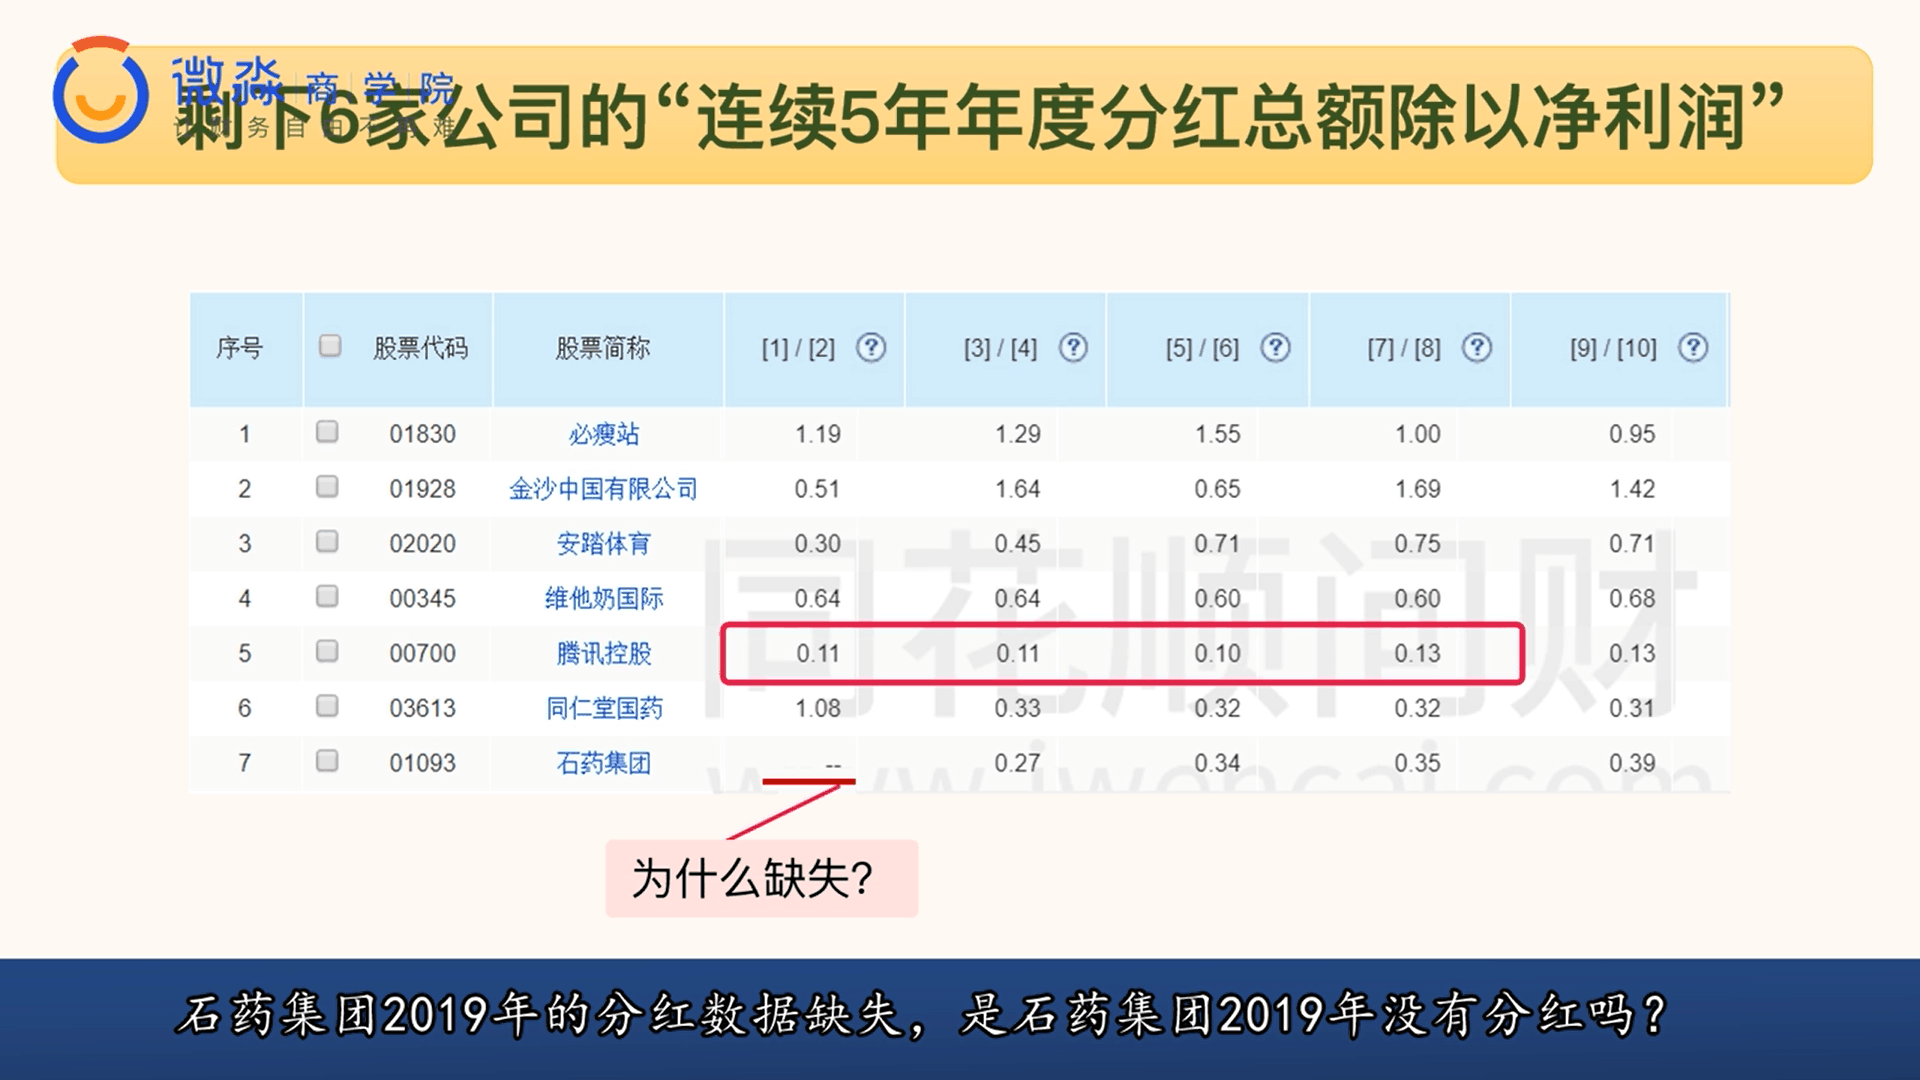 微淼 商 学 院
让财务自由不再难
剩下6家公司的“连续5年年度分红总额除以净利润”
序号 股票代码 股票简称 [1] / [2] ? [3] / [4] ? [5] / [6] ? [7] / [8] ? [9] / [10] ?
1 01830 必瘦站 1.19 1.29 1.55 1.00 0.95
2 01928 金沙中国有限公司 0.51 1.64 0.65 1.69 1.42
3 02020 安踏体育 0.30 0.45 0.71 0.75 0.71
4 00345 维他奶国际 0.64 0.64 0.60 0.60 0.68
5 00700 腾讯控股 0.11 0.11 0.10 0.13 0.13
6 03613 同仁堂国药 1.08 0.33 0.32 0.32 0.31
7 01093 石药集团 -- 0.27 0.34 0.35 0.39
同花顺问财
www.iwencai.com
为什么缺失？
石药集团2019年的分红数据缺失，是石药集团2019年没有分红吗？